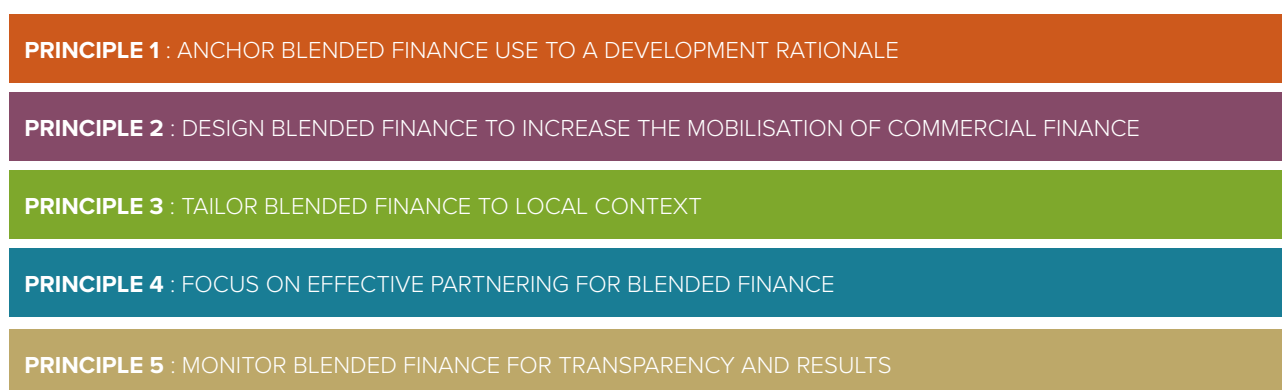 PRINCIPLE 1 : ANCHOR BLENDED FINANCE USE TO A DEVELOPMENT RATIONALE
PRINCIPLE 2 : DESIGN BLENDED FINANCE TO INCREASE THE MOBILISATION OF COMMERCIAL FINANCE
PRINCIPLE 3 : TAILOR BLENDED FINANCE TO LOCAL CONTEXT
PRINCIPLE 4 : FOCUS ON EFFECTIVE PARTNERING FOR BLENDED FINANCE
PRINCIPLE 5 : MONITOR BLENDED FINANCE FOR TRANSPARENCY AND RESULTS